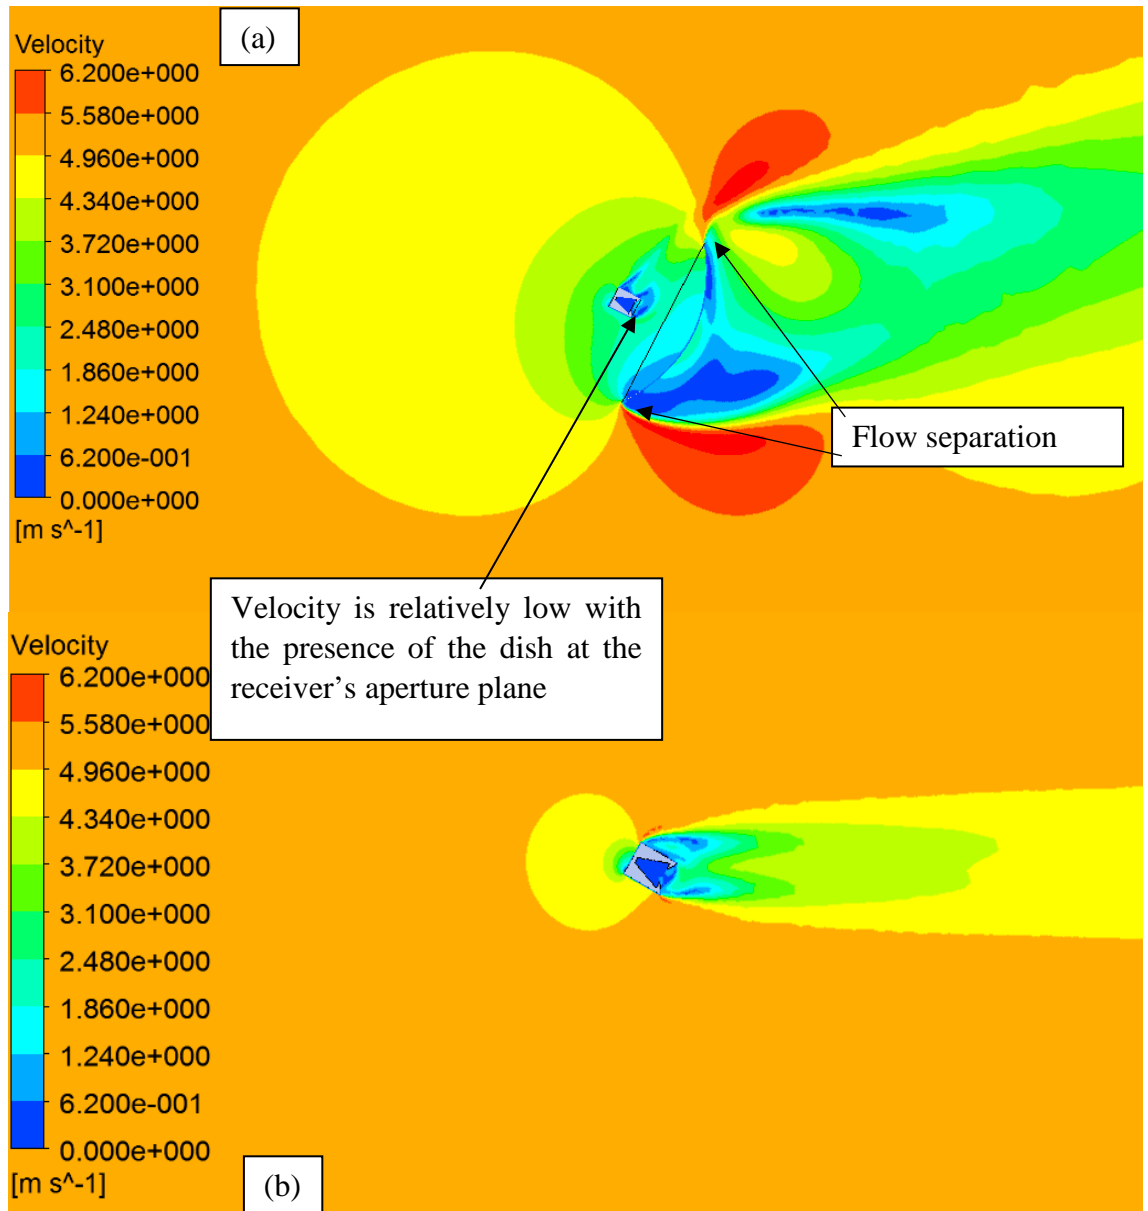 (a)
Velocity
6.200e+000
5.580e+000
4.960e+000
4.340e+000
3.720e+000
3.100e+000
2.480e+000
1.860e+000
1.240e+000
6.200e-001
0.000e+000
[m s^-1]
Flow separation
Velocity is relatively low with
the presence of the dish at the
receiver’s aperture plane
Velocity
6.200e+000
5.580e+000
4.960e+000
4.340e+000
3.720e+000
3.100e+000
2.480e+000
1.860e+000
1.240e+000
6.200e-001
0.000e+000
[m s^-1]
(b)